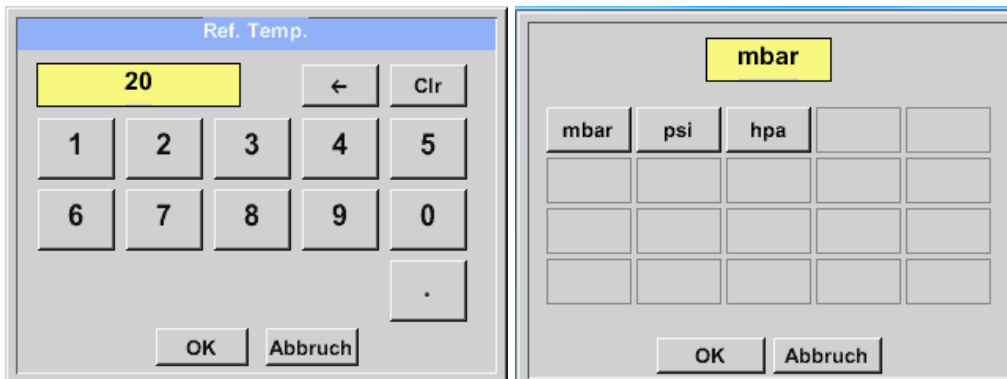 Ref. Temp.
20
← Clr
1 2 3 4 5
6 7 8 9 0
.
OK Abbruch
mbar
mbar psi hpa
OK Abbruch